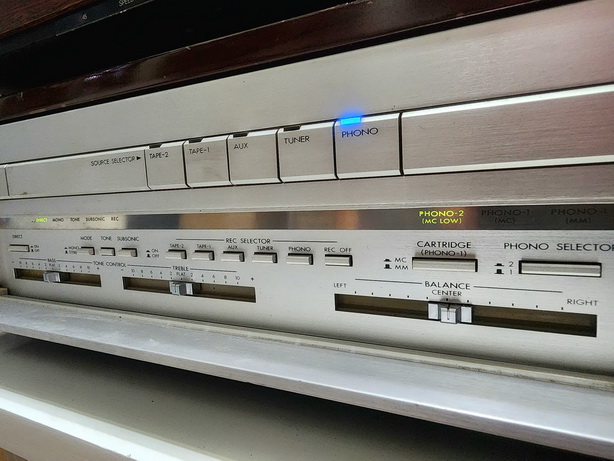 SPEE
SOURCE SELECTOR ▶ TAPE-2 TAPE-1 AUX TUNER PHONO
DIRECT MONO TONE SUBSONIC REC
PHONO-2 (MC LOW) PHONO-1 (MC) PHONO-1 (MM)
DIRECT ON OFF
MODE TONE SUBSONIC
MONO ON OFF
REC SELECTOR
TAPE-2 TAPE-1 AUX TUNER PHONO REC OFF
CARTRIDGE
(PHONO-1)
MC
MM
PHONO SELECTOR
2
1
BASS TONE CONTROL TREBLE
FLAT
BALANCE
LEFT CENTER RIGHT